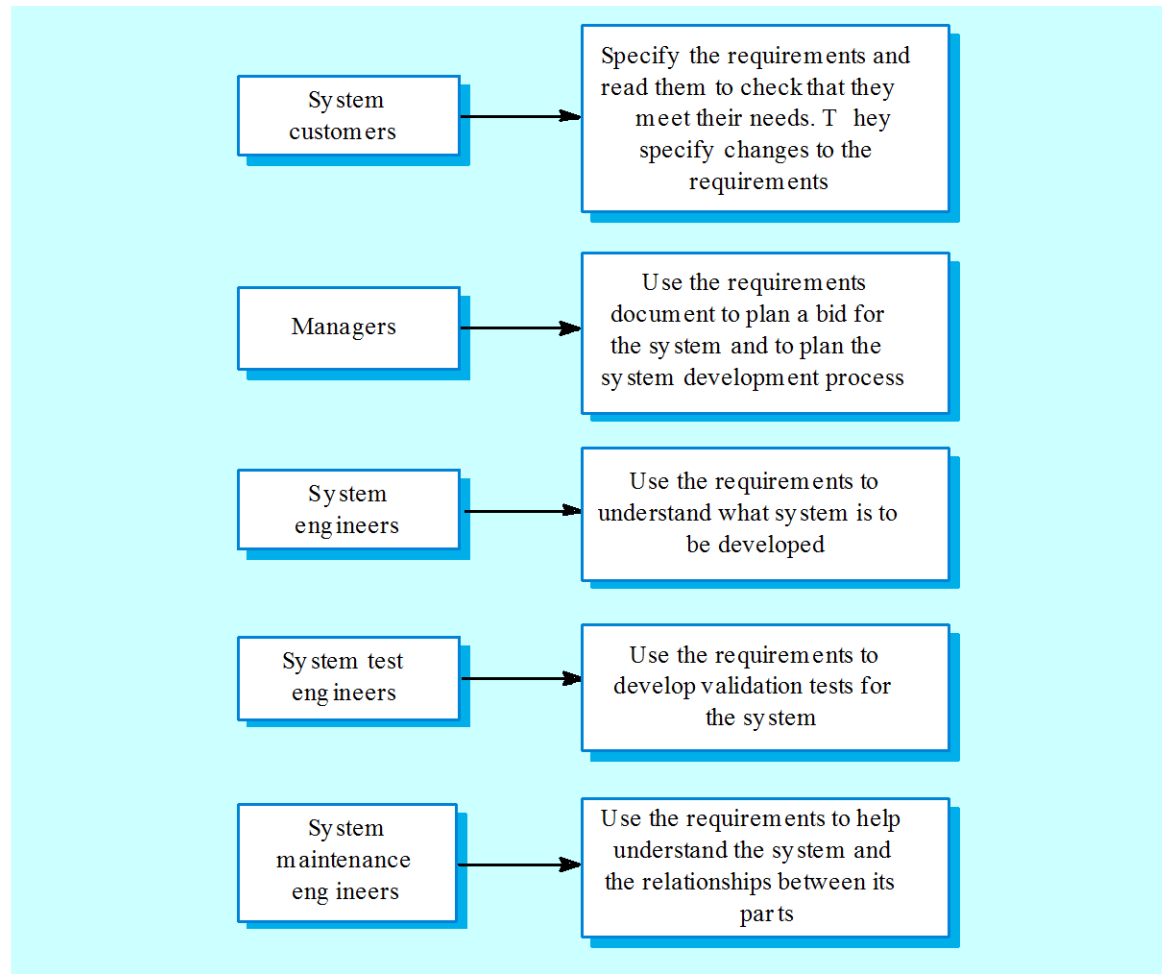 System
customers
Specify the requirements and
read them to check that they
meet their needs. T hey
specify changes to the
requirements
Managers
Use the requirements
document to plan a bid for
the system and to plan the
system development process
System
engineers
Use the requirements to
understand what system is to
be developed
System test
engineers
Use the requirements to
develop validation tests for
the system
System
maintenance
engineers
Use the requirements to help
understand the system and
the relationships between its
parts